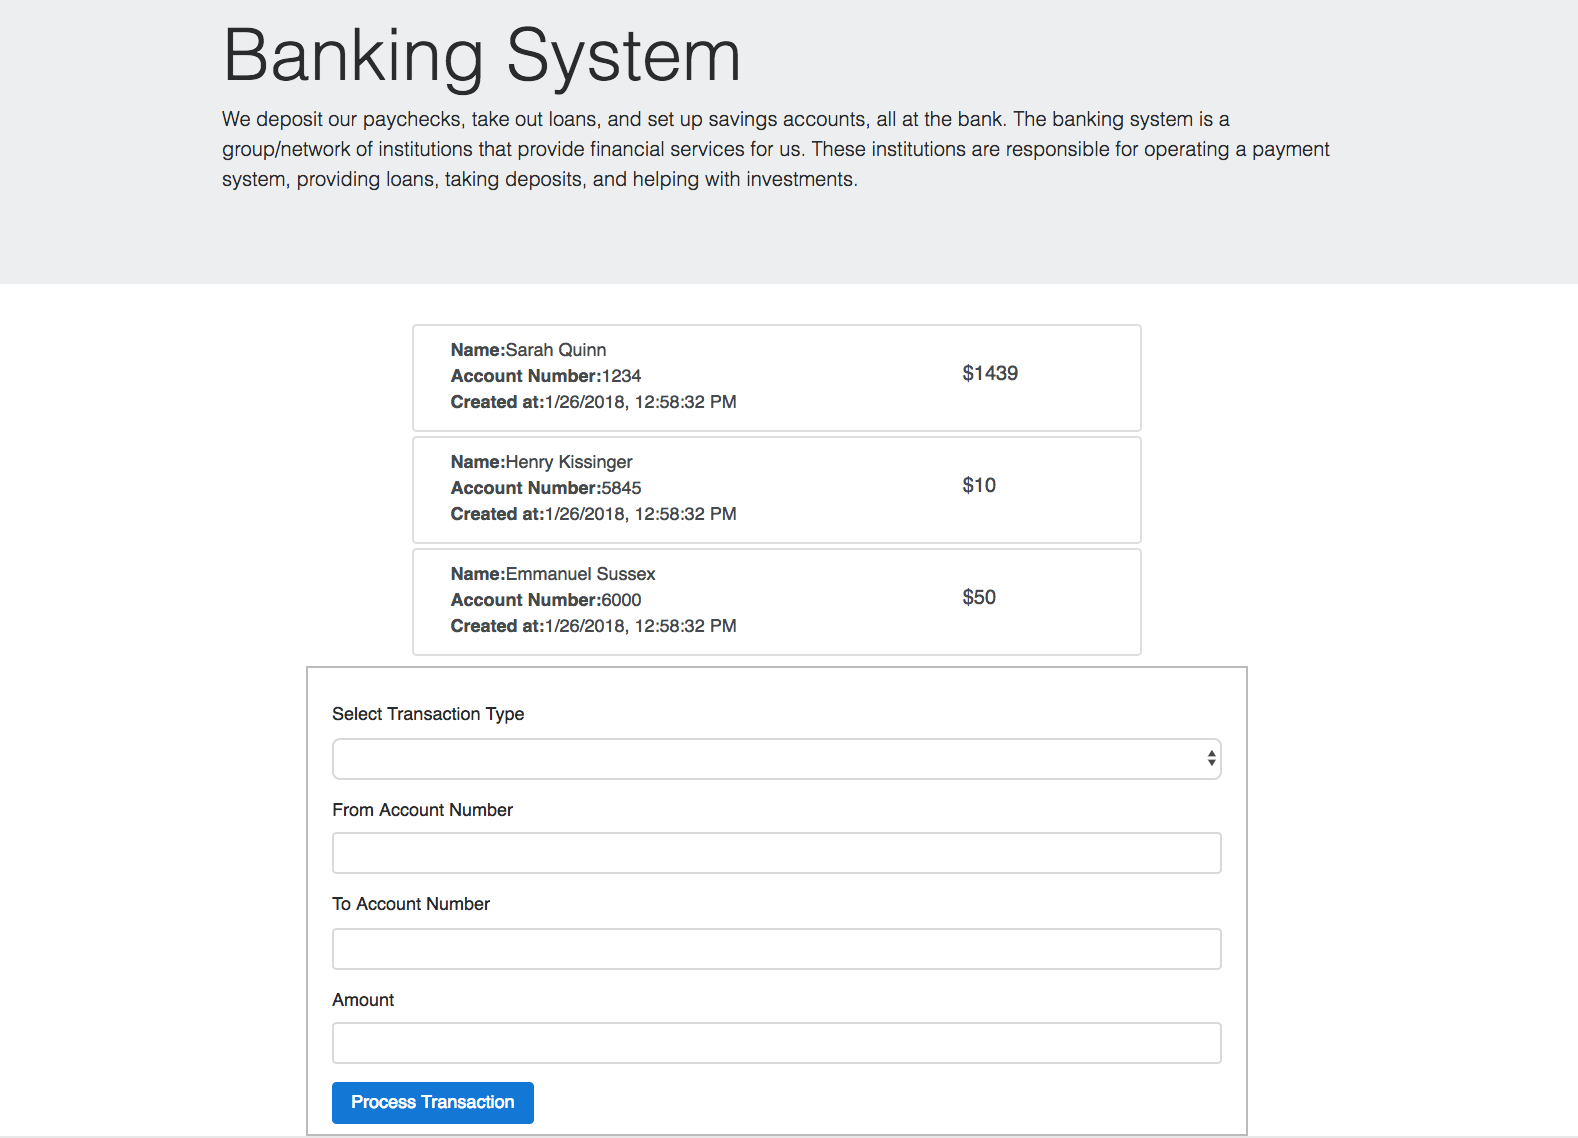 Banking System
We deposit our paychecks, take out loans, and set up savings accounts, all at the bank. The banking system is a
group/network of institutions that provide financial services for us. These institutions are responsible for operating a payment
system, providing loans, taking deposits, and helping with investments.
Name:Sarah Quinn
Account Number:1234
Created at:1/26/2018, 12:58:32 PM
$1439
Name:Henry Kissinger
Account Number:5845
Created at:1/26/2018, 12:58:32 PM
$10
Name:Emmanuel Sussex
Account Number:6000
Created at:1/26/2018, 12:58:32 PM
$50
Select Transaction Type
From Account Number
To Account Number
Amount
Process Transaction